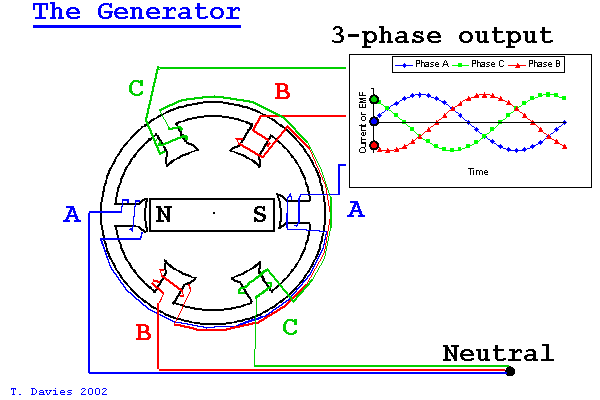 The Generator
3-phase output
Phase A Phase C Phase B
Current or EMF
Time
C
B
A
N S
A
B
C
Neutral
T. Davies 2002